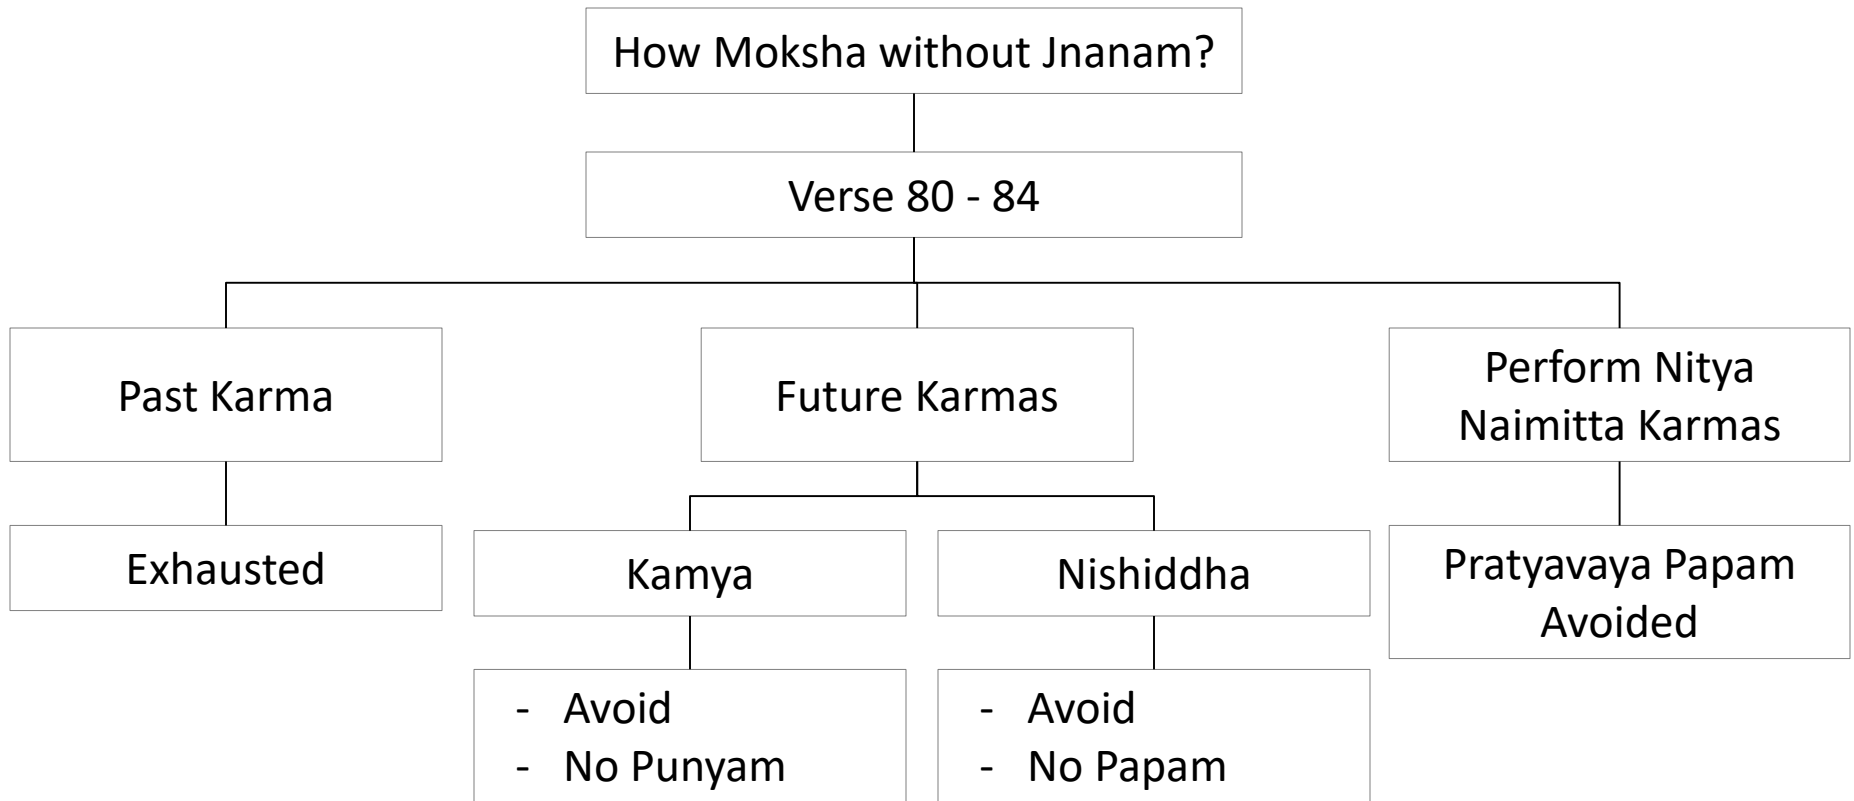 How Moksha without Jnanam?
Verse 80 - 84
Past Karma
Future Karmas
Perform Nitya
Naimitta Karmas
Exhausted
Kamya
Nishiddha
Pratyavaya Papam
Avoided
- Avoid
- No Punyam
- Avoid
- No Papam